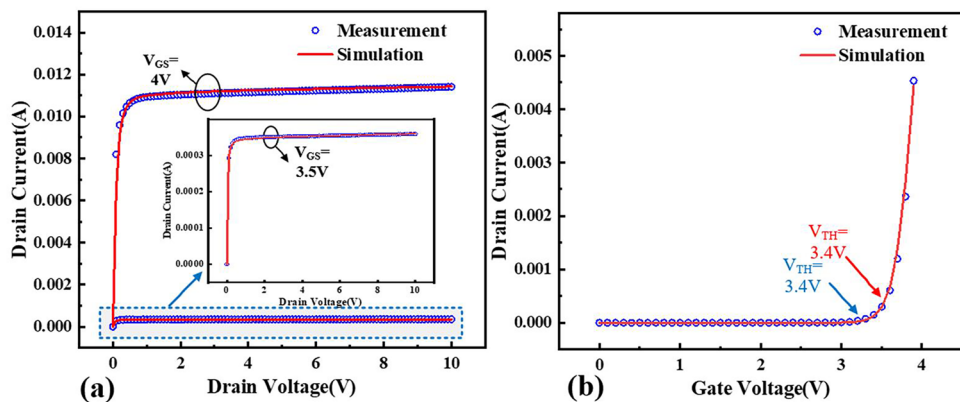 Measurement
Simulation
V_GS=
4V
V_GS=
3.5V
0.0003
0.0002
0.0001
0.0000
Drain Current(A)
0 2 4 6 8 10
Drain Voltage(V)
0.014
0.012
0.010
0.008
0.006
0.004
0.002
0.000
Drain Current(A)
0 2 4 6 8 10
(a) Drain Voltage(V)
Measurement
Simulation
V_TH=
3.4V
V_TH=
3.4V
0.005
0.004
0.003
0.002
0.001
0.000
Drain Current(A)
0 1 2 3 4
(b) Gate Voltage(V)